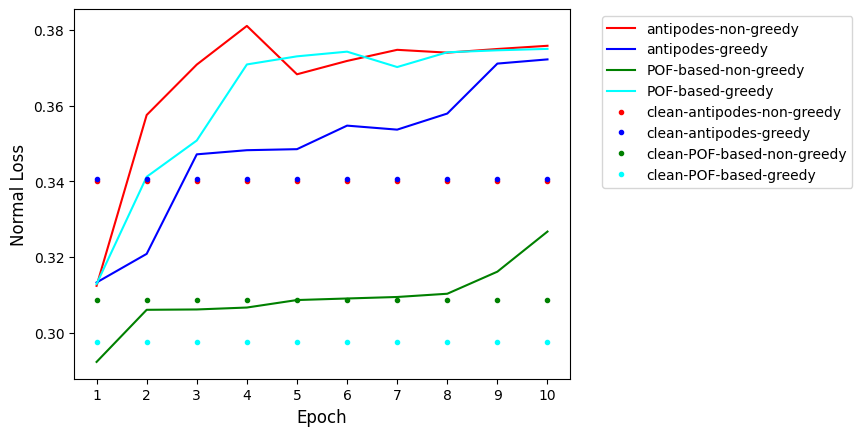 0.38
0.36
0.34
0.32
0.30
Normal Loss
1 2 3 4 5 6 7 8 9 10
Epoch
antipodes-non-greedy
antipodes-greedy
POF-based-non-greedy
POF-based-greedy
clean-antipodes-non-greedy
clean-antipodes-greedy
clean-POF-based-non-greedy
clean-POF-based-greedy